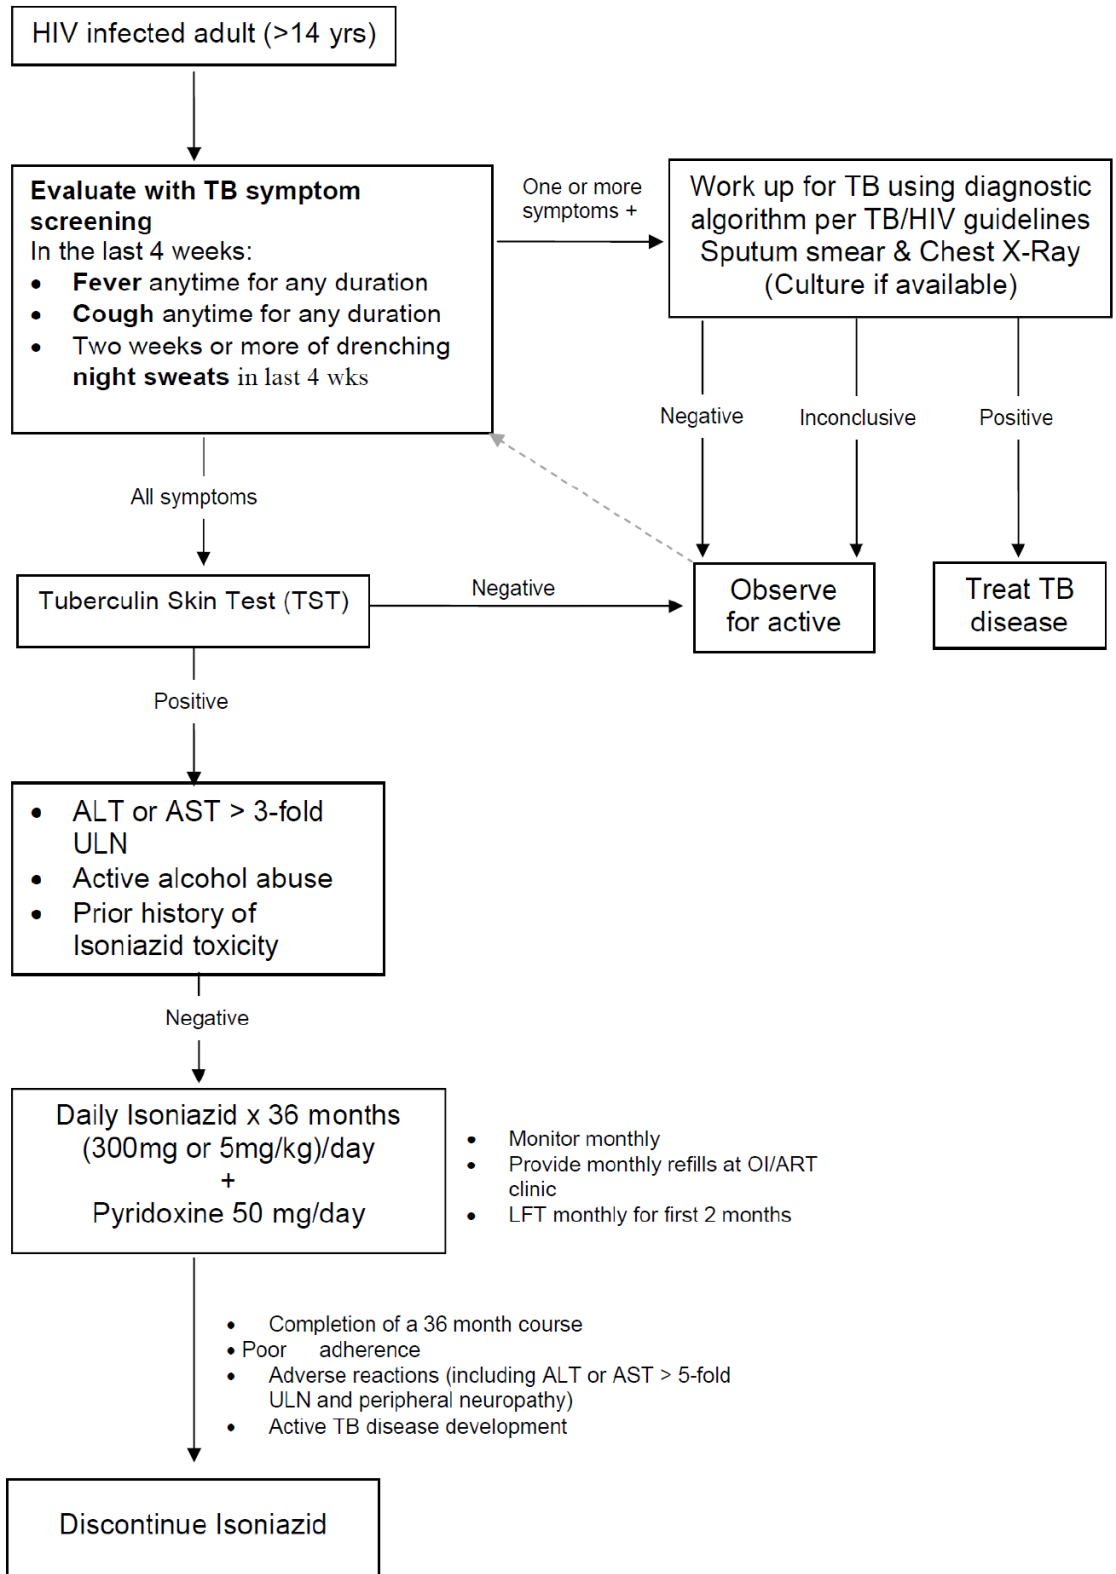 HIV infected adult (>14 yrs)
Evaluate with TB symptom
screening
In the last 4 weeks:
• Fever anytime for any duration
• Cough anytime for any duration
• Two weeks or more of drenching
night sweats in last 4 wks
One or more
symptoms +
Work up for TB using diagnostic
algorithm per TB/HIV guidelines
Sputum smear & Chest X-Ray
(Culture if available)
Negative
Inconclusive
Positive
All symptoms
Tuberculin Skin Test (TST)
Negative
Observe
for active
Treat TB
disease
Positive
• ALT or AST > 3-fold
ULN
• Active alcohol abuse
• Prior history of
Isoniazid toxicity
Negative
Daily Isoniazid x 36 months
(300mg or 5mg/kg)/day
+
Pyridoxine 50 mg/day
• Monitor monthly
• Provide monthly refills at OI/ART
clinic
• LFT monthly for first 2 months
• Completion of a 36 month course
• Poor adherence
• Adverse reactions (including ALT or AST > 5-fold
ULN and peripheral neuropathy)
• Active TB disease development
Discontinue Isoniazid